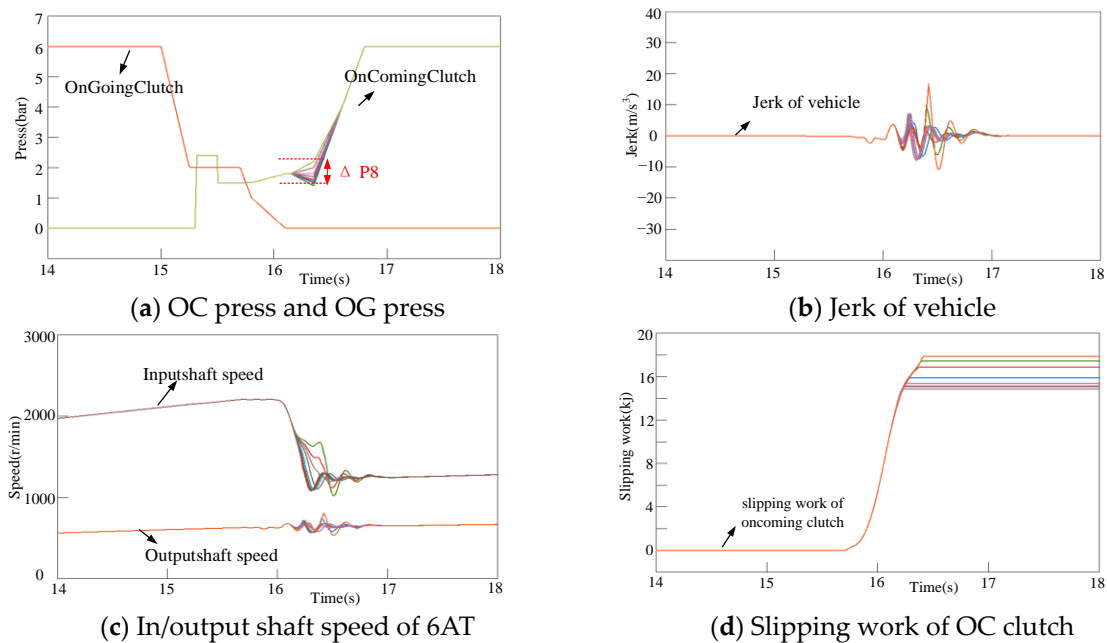 7
6
5
4
3
2
1
0
Press(bar)
OnGoingClutch
OnComingClutch
Δ P8
14
15
16
17
18
Time(s)
(a) OC press and OG press
40
30
20
10
0
−10
−20
−30
Jerk(m/s³)
Jerk of vehicle
14
15
16
17
18
Time(s)
(b) Jerk of vehicle
3000
2000
1000
0
Speed(r/min)
Inputshaft speed
Outputshaft speed
14
15
16
17
18
Time(s)
(c) In/output shaft speed of 6AT
20
16
12
8
4
0
Slipping work(kj)
slipping work of
oncoming clutch
14
15
16
17
18
Time(s)
(d) Slipping work of OC clutch